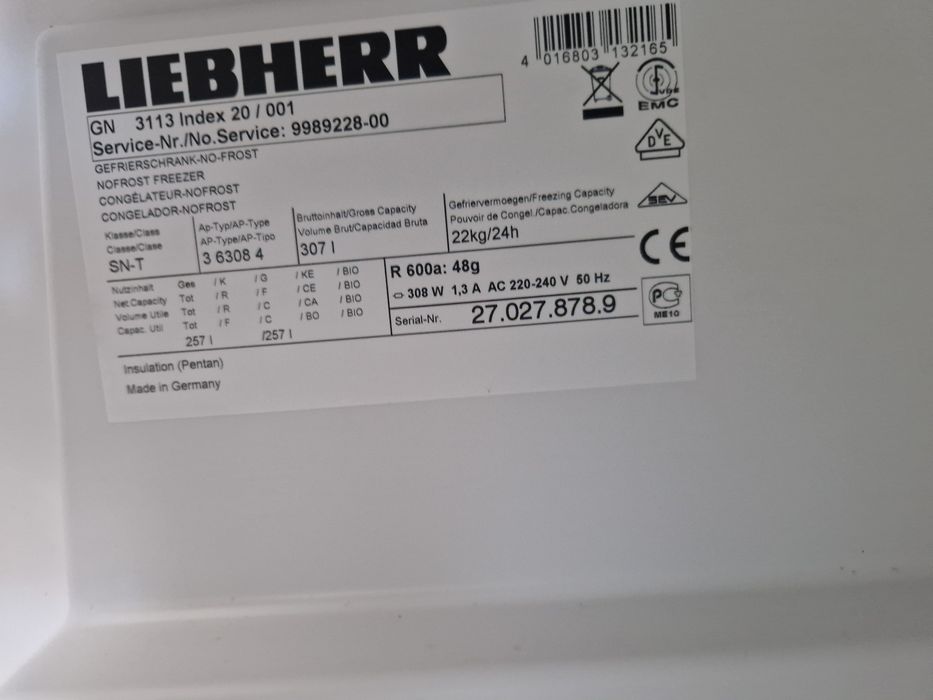 LIEBHERR
4 016803 132165
GN 3113 Index 20 / 001
Service-Nr./No.Service: 9989228-00
GEFRIERSCHRANK-NO-FROST
NOFROST FREEZER
CONGÉLATEUR-NOFROST
CONGELADOR-NOFROST
VDE
EMC
DVE
SEV
CE
Klasse/Class
Classe/Clase
SN-T
Ap-Typ/AP-Type
AP-Type/AP-Tipo
3 6308 4
Bruttoinhalt/Gross Capacity
Volume Brut/Capacidad Bruta
307 l
Gefriervermoegen/Freezing Capacity
Pouvoir de Congel./Capac.Congeladora
22kg/24h
Nutzinhalt Ges / K / G / KE / BIO
Net Capacity Tot / R / F / CE / BIO
Volume Utile Tot / R / C / CA / BIO
Capac. Util Tot / F / C / BO / BIO
257 l /257 l
R 600a: 48g
308 W 1,3 A AC 220-240 V 50 Hz
Serial-Nr. 27.027.878.9
ME10
Insulation (Pentan)
Made in Germany